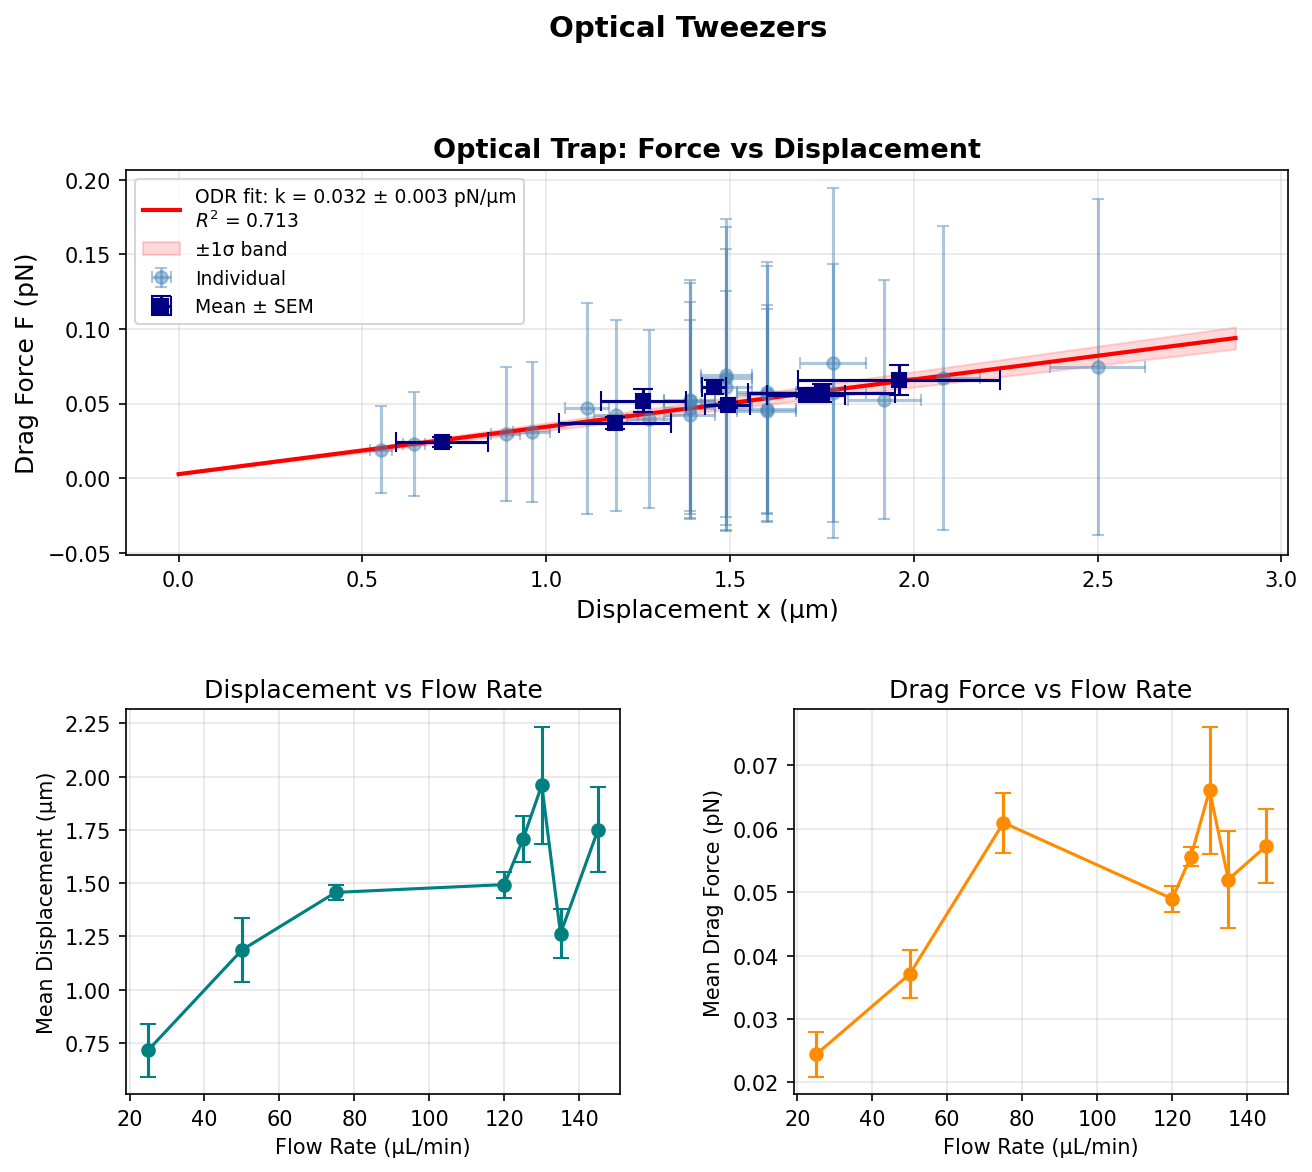 Optical Tweezers
Optical Trap: Force vs Displacement
ODR fit: k = 0.032 ± 0.003 pN/μm
R² = 0.713
±1σ band
Individual
Mean ± SEM
Drag Force F (pN)
0.20
0.15
0.10
0.05
0.00
−0.05
0.0 0.5 1.0 1.5 2.0 2.5 3.0
Displacement x (μm)
Displacement vs Flow Rate
Mean Displacement (μm)
2.25
2.00
1.75
1.50
1.25
1.00
0.75
20 40 60 80 100 120 140
Flow Rate (μL/min)
Drag Force vs Flow Rate
Mean Drag Force (pN)
0.07
0.06
0.05
0.04
0.03
0.02
20 40 60 80 100 120 140
Flow Rate (μL/min)